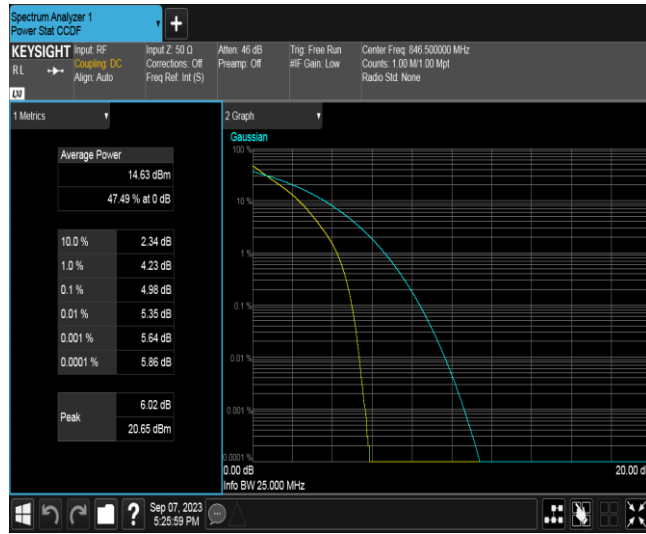 Spectrum Analyzer 1
Power Stat CCDF
+
KEYSIGHT
RL
LXI
Input: RF
Coupling: DC
Align: Auto
Input Z: 50 Ω
Corrections: Off
Freq Ref: Int (S)
Atten: 46 dB
Preamp: Off
Trig: Free Run
#IF Gain: Low
Center Freq: 846.500000 MHz
Counts: 1.00 M/1.00 Mpt
Radio Std: None
1 Metrics
Average Power
14.63 dBm
47.49 % at 0 dB
10.0 % 2.34 dB
1.0 % 4.23 dB
0.1 % 4.98 dB
0.01 % 5.35 dB
0.001 % 5.64 dB
0.0001 % 5.86 dB
Peak
6.02 dB
20.65 dBm
2 Graph
Gaussian
100 %
10 %
1 %
0.1 %
0.01 %
0.001 %
0.0001 %
0.00 dB
20.00 d
Info BW 25.000 MHz
?
Sep 07, 2023
5:25:59 PM